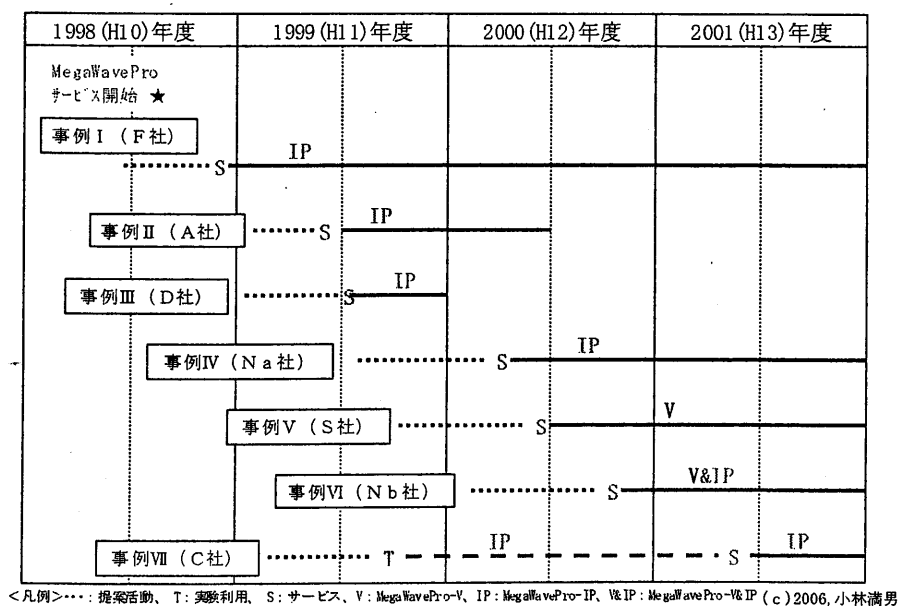 1998(H10)年度 1999(H11)年度 2000(H12)年度 2001(H13)年度
MegaWavePro
サービス開始 ★
事例Ⅰ(F社)
S IP
事例Ⅱ(A社) S IP
事例Ⅲ(D社) S IP
事例Ⅳ(Na社) S IP
事例Ⅴ(S社) S V
事例Ⅵ(Nb社) S V&IP
事例Ⅶ(C社) T IP S IP
<凡例>・・・:提案活動、T:実験利用、S:サービス、V:MegaWavePro-V、IP:MegaWavePro-IP、V&IP:MegaWavePro-V&IP (c)2006,小林満男